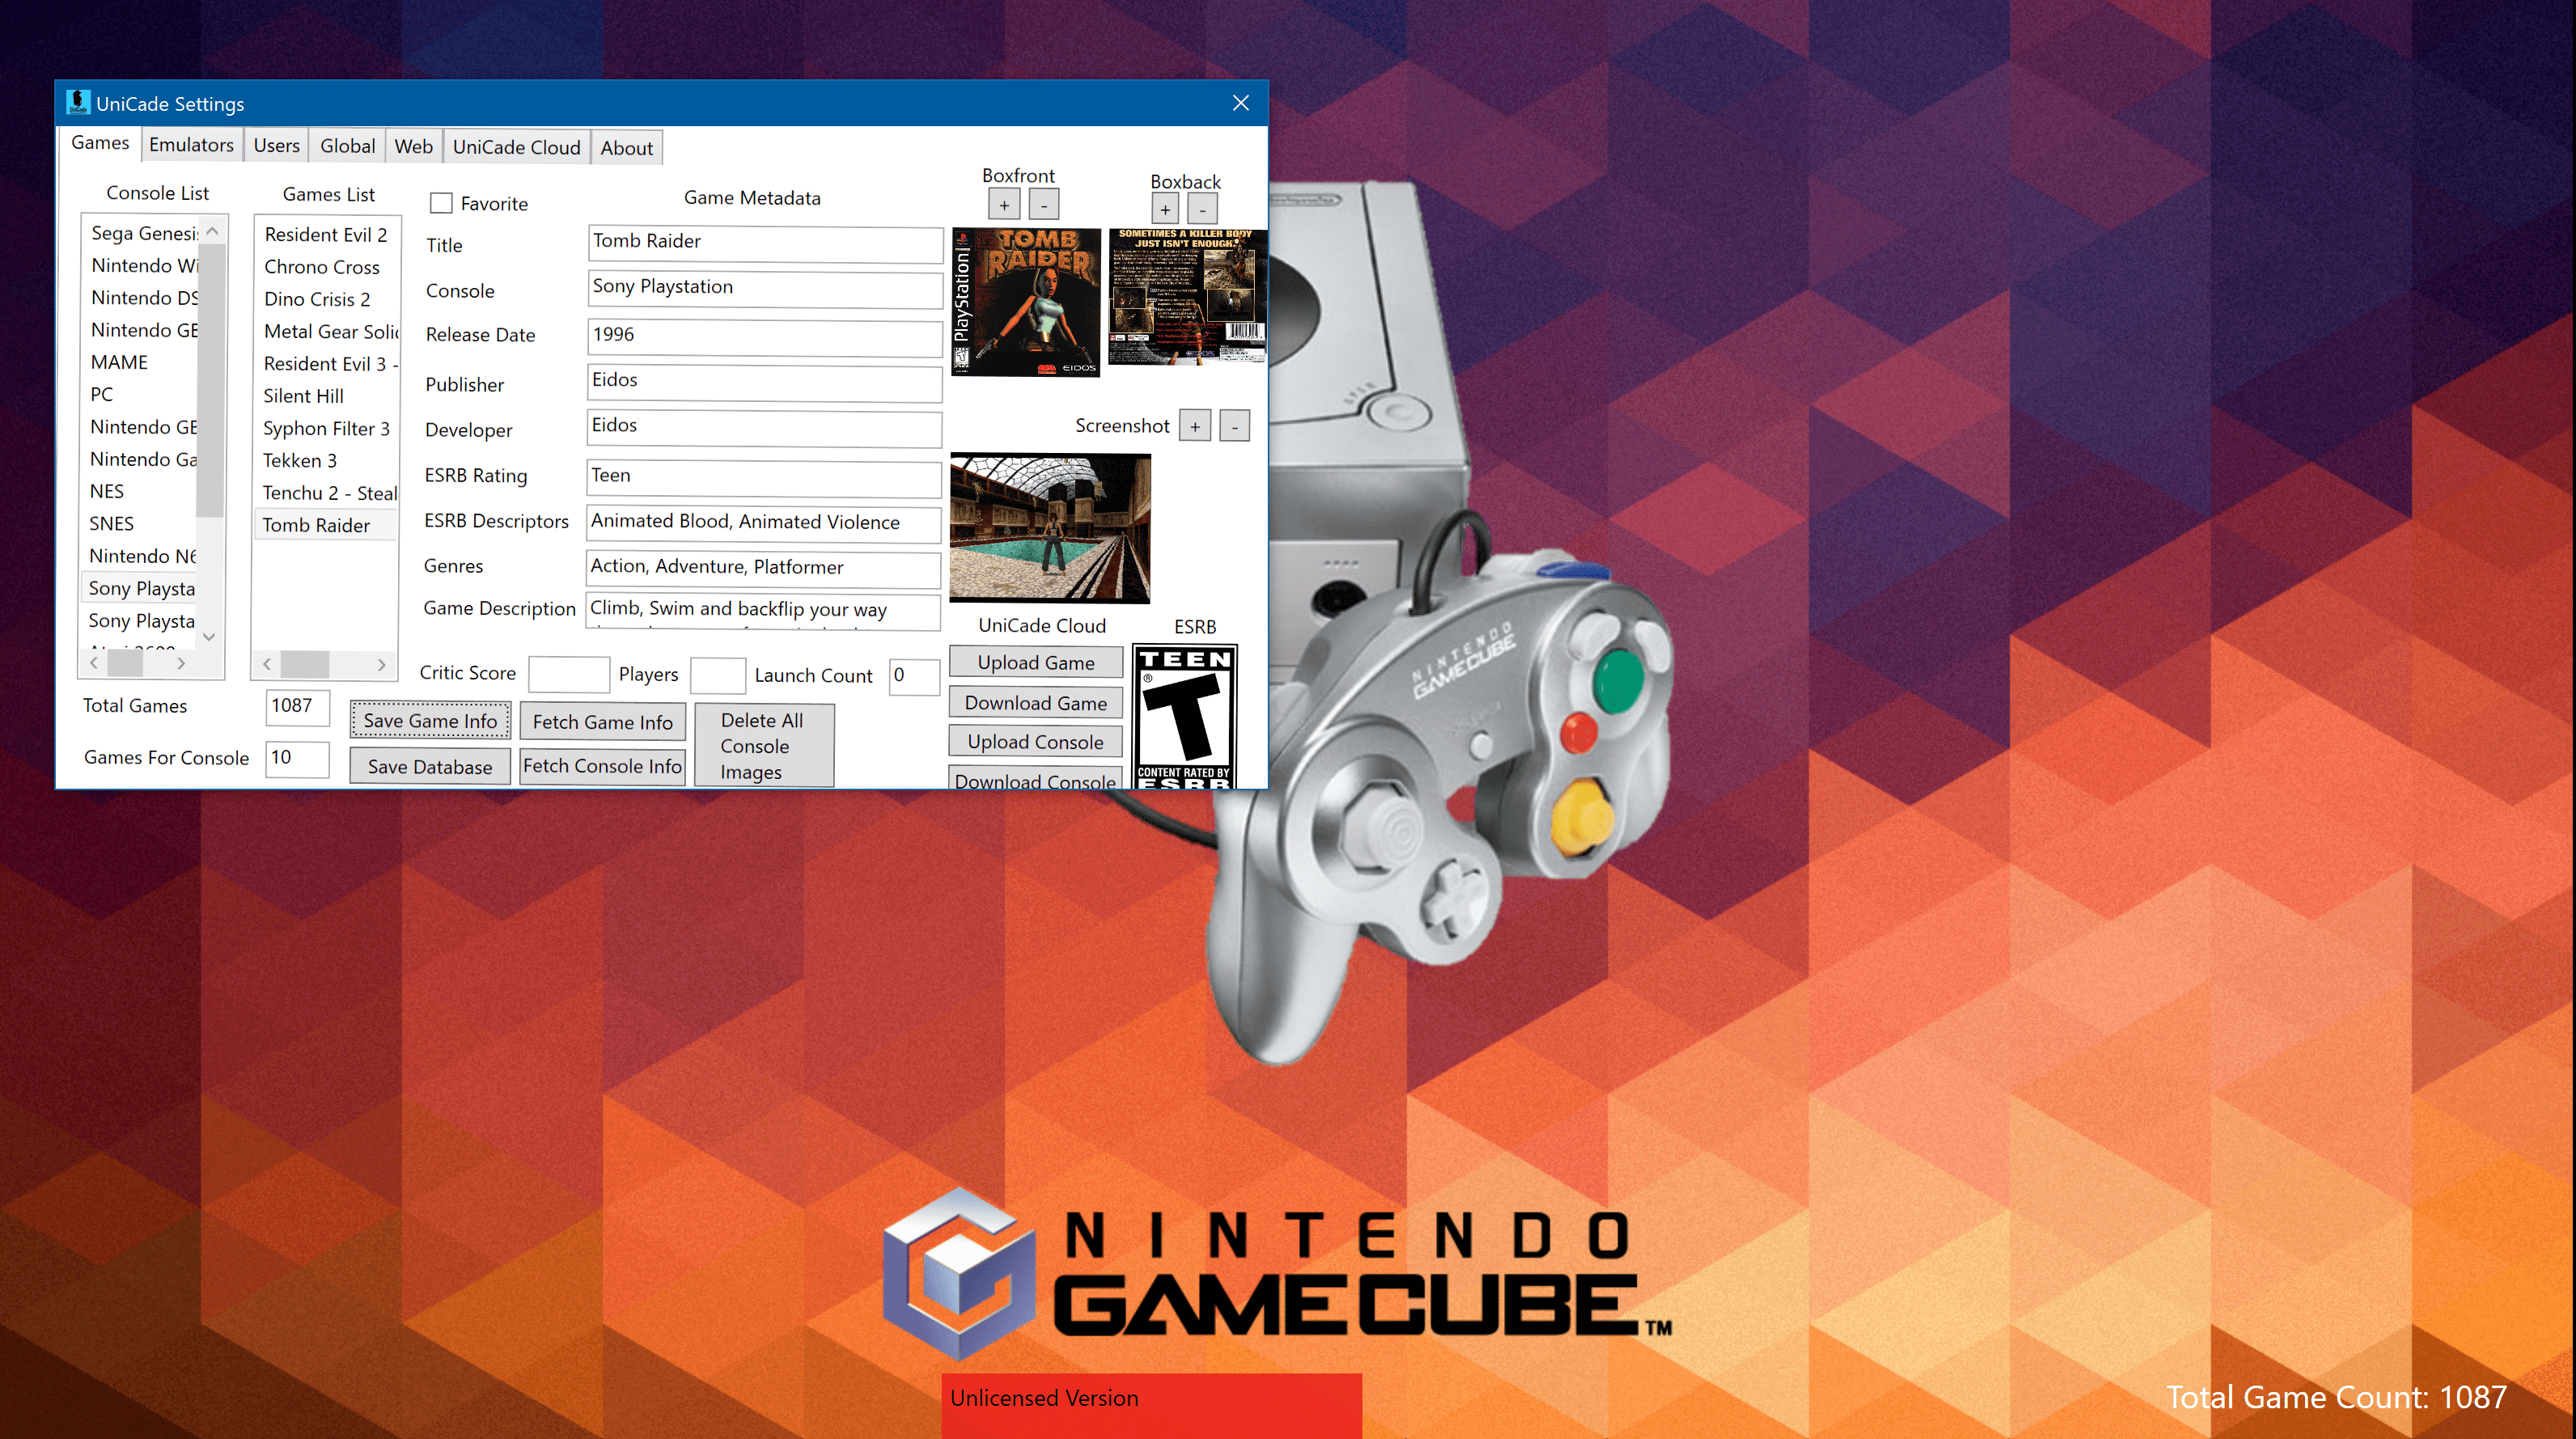 UniCade Settings
Games Emulators Users Global Web UniCade Cloud About
Console List
Sega Genesi
Nintendo Wi
Nintendo DS
Nintendo GE
MAME
PC
Nintendo GE
Nintendo Ga
NES
SNES
Nintendo N6
Sony Playsta
Sony Playsta
Games List
Resident Evil 2
Chrono Cross
Dino Crisis 2
Metal Gear Soli
Resident Evil 3 -
Silent Hill
Syphon Filter 3
Tekken 3
Tenchu 2 - Steal
Tomb Raider
Favorite
Game Metadata
Title Tomb Raider
Console Sony Playstation
Release Date 1996
Publisher Eidos
Developer Eidos
ESRB Rating Teen
ESRB Descriptors Animated Blood, Animated Violence
Genres Action, Adventure, Platformer
Game Description Climb, Swim and backflip your way
Critic Score Players Launch Count 0
Total Games 1087
Games For Console 10
Save Game Info
Fetch Game Info
Save Database
Fetch Console Info
Delete All
Console
Images
Boxfront
+ -
PlayStation
TOMB
RAIDER
EIDOS
Boxback
+ -
SOMETIMES A KILLER BODY
JUST ISN'T ENOUGH.
Screenshot + -
UniCade Cloud
Upload Game
Download Game
Upload Console
Download Console
ESRB
TEEN
®
T
CONTENT RATED BY
ESRB
OPEN
NINTENDO
GAMECUBE
NINTENDO
GAMECUBE™
Unlicensed Version
Total Game Count: 1087